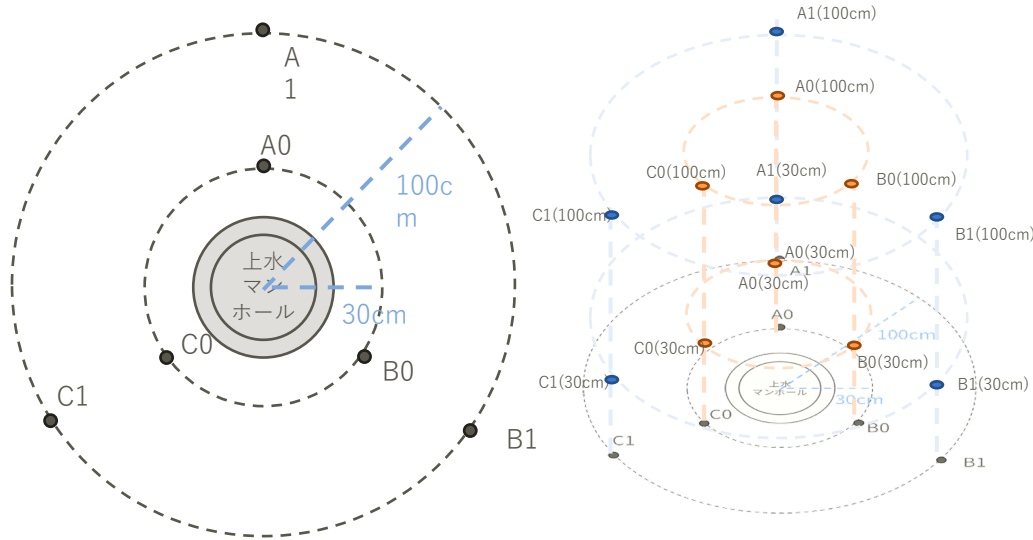 A
1
A0
100c
m
上水
マン
ホール
30cm
C0
B0
C1
B1
A1(100cm)
A0(100cm)
C0(100cm)
A1(30cm)
B0(100cm)
C1(100cm)
B1(100cm)
A0(30cm)
A1
A0(30cm)
A0
100cm
C0(30cm)
B0(30cm)
C1(30cm)
上水
マンホール
30cm
B1(30cm)
C0
B0
C1
B1